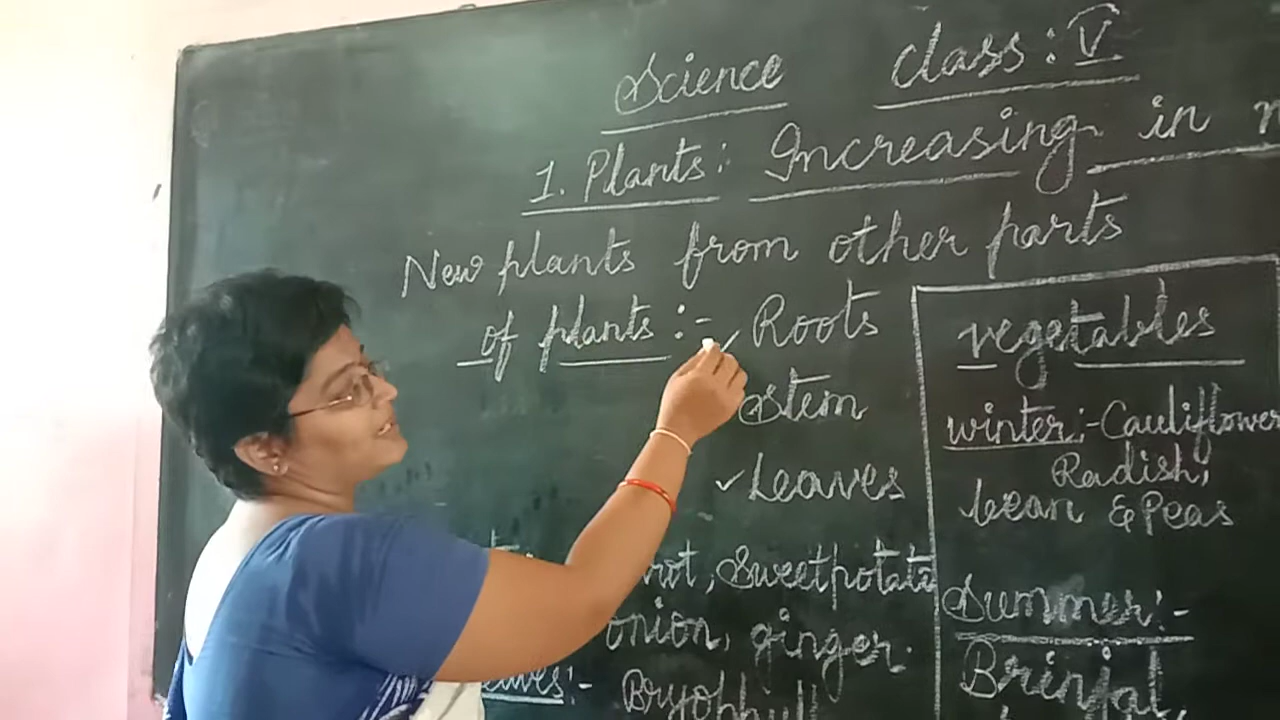 Science Class: V
1. Plants: Increasing in
New plants from other parts
of plants :- ✓ Roots
Stem
✓ Leaves
Sweetpotato
onion, ginger.
:- Bryophyll
vegetables
winter:- Cauliflower
Radish,
bean & Peas
Summer:-
Brinjal,